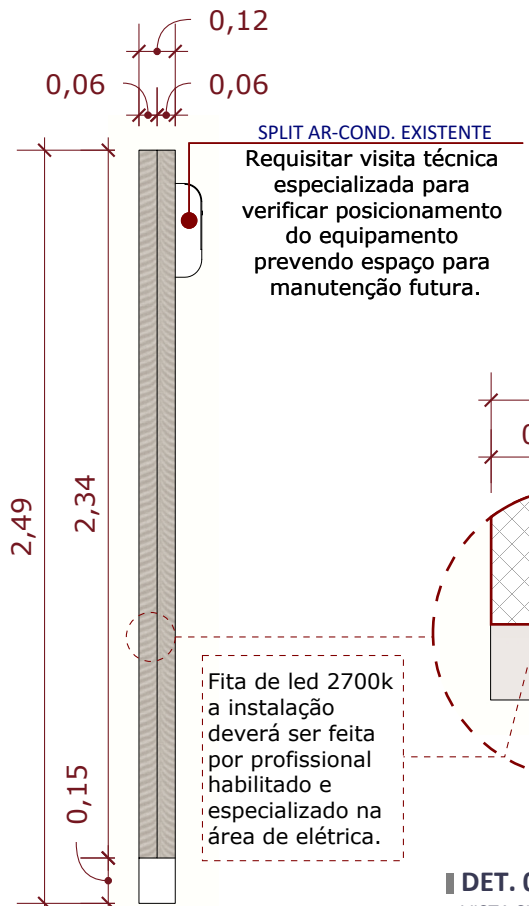 0,12
0,06
0,06
SPLIT AR-COND. EXISTENTE
Requisitar visita técnica
especializada para
verificar posicionamento
do equipamento
prevendo espaço para
manutenção futura.
2,49
2,34
0,15
Fita de led 2700k
a instalação
deverá ser feita
por profissional
habilitado e
especializado na
área de elétrica.
DET. 0